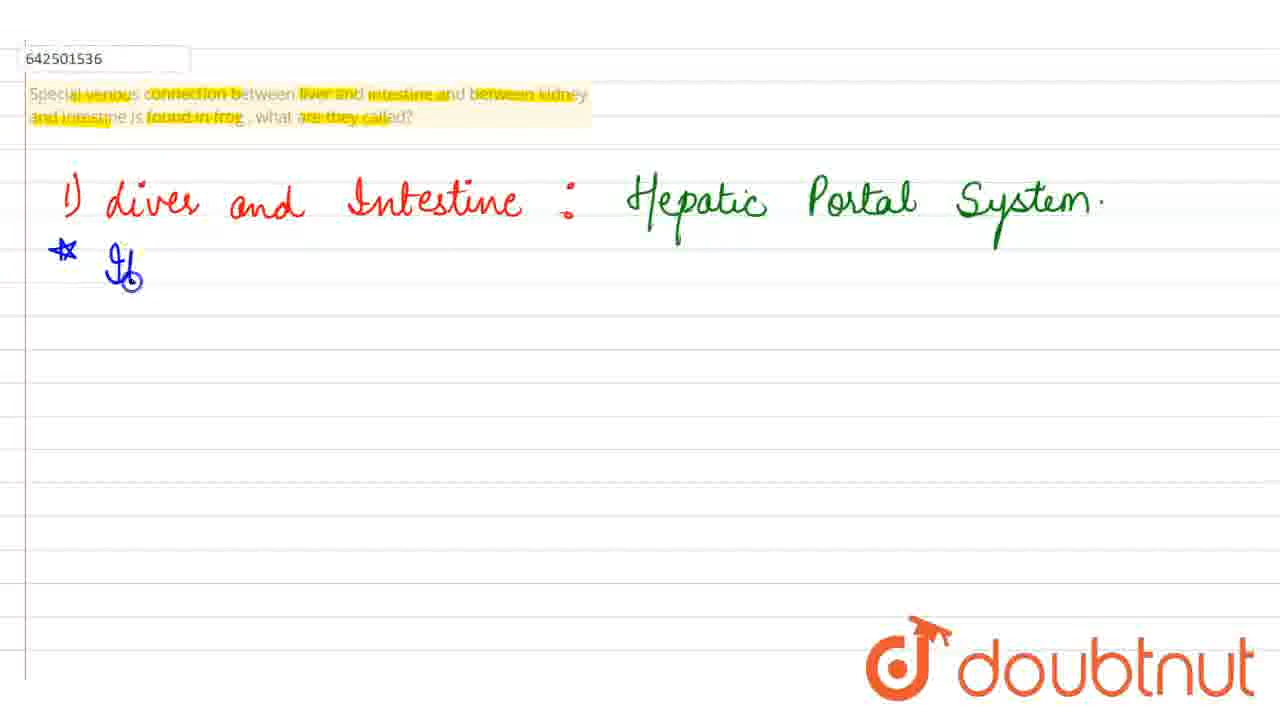 642501536
Special venous connection between liver and intestine and between kidney
and intestine is found in frog , what are they called?
1) Liver and Intestine : Hepatic Portal System.
☆
doubtnut